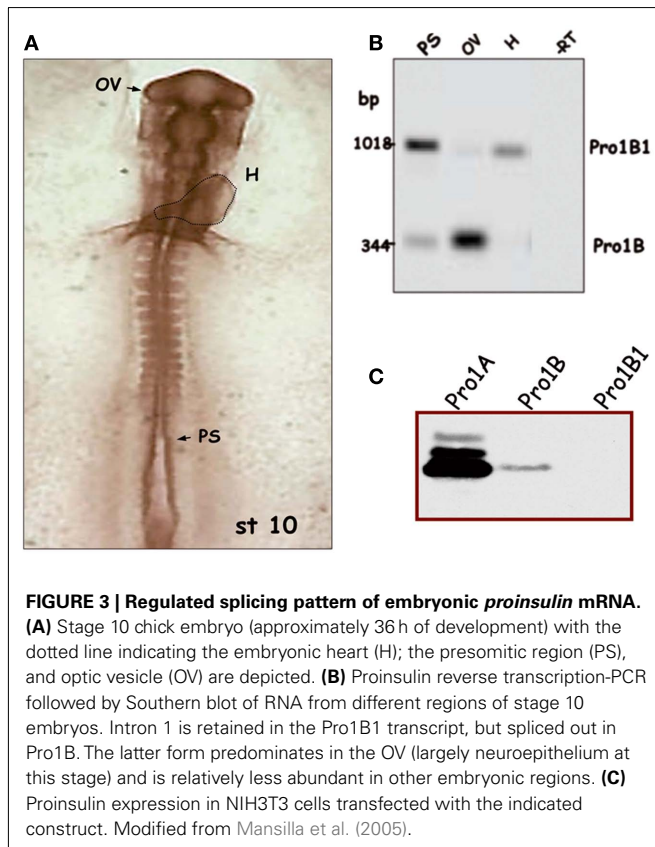 A
OV
H
PS
st 10
B
PS OV H -RT
bp
1018 Pro1B1
344 Pro1B
C
Pro1A Pro1B Pro1B1
FIGURE 3 | Regulated splicing pattern of embryonic proinsulin mRNA.
(A) Stage 10 chick embryo (approximately 36 h of development) with the
dotted line indicating the embryonic heart (H); the presomitic region (PS),
and optic vesicle (OV) are depicted. (B) Proinsulin reverse transcription-PCR
followed by Southern blot of RNA from different regions of stage 10
embryos. Intron 1 is retained in the Pro1B1 transcript, but spliced out in
Pro1B. The latter form predominates in the OV (largely neuroepithelium at
this stage) and is relatively less abundant in other embryonic regions. (C)
Proinsulin expression in NIH3T3 cells transfected with the indicated
construct. Modified from Mansilla et al. (2005).